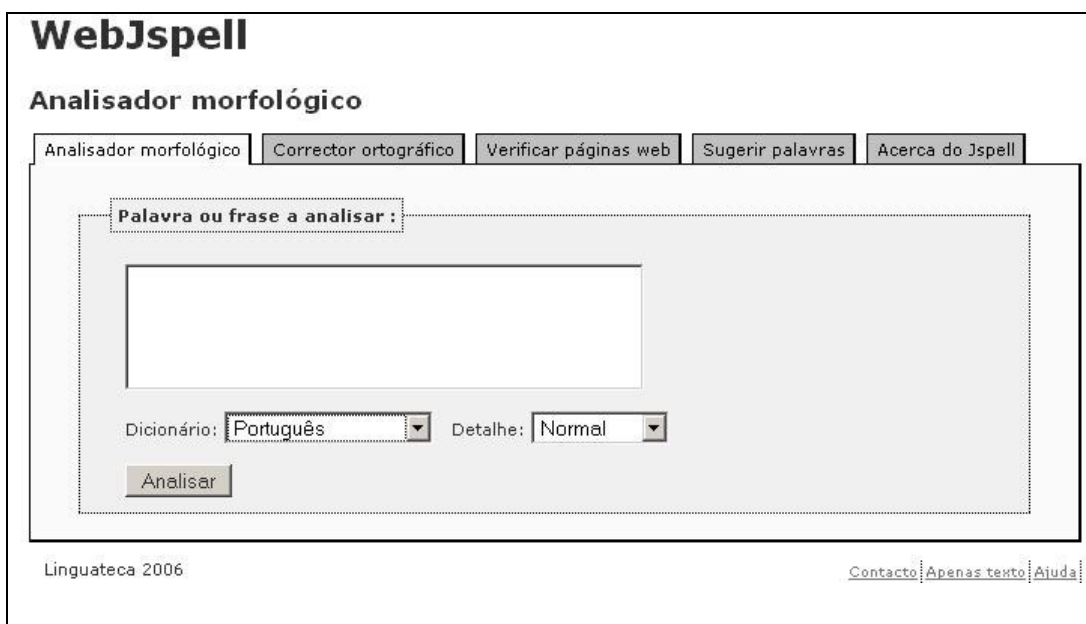 WebJspell
Analisador morfológico
Analisador morfológico Corrector ortográfico Verificar páginas web Sugerir palavras Acerca do Jspell
Palavra ou frase a analisar :
Dicionário: Português Detalhe: Normal
Analisar
Linguateca 2006 Contacto Apenas texto Ajuda